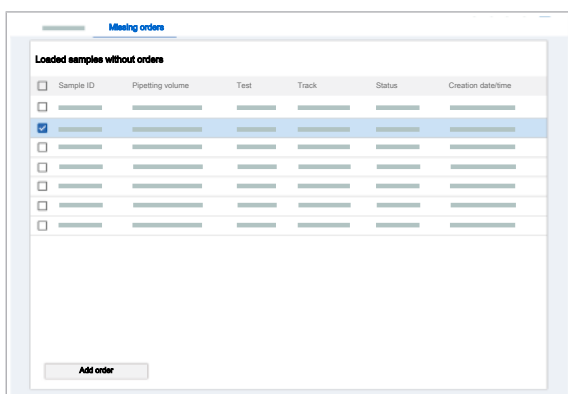 Missing orders
Loaded samples without orders
Sample ID Pipetting volume Test Track Status Creation date/time
Add order